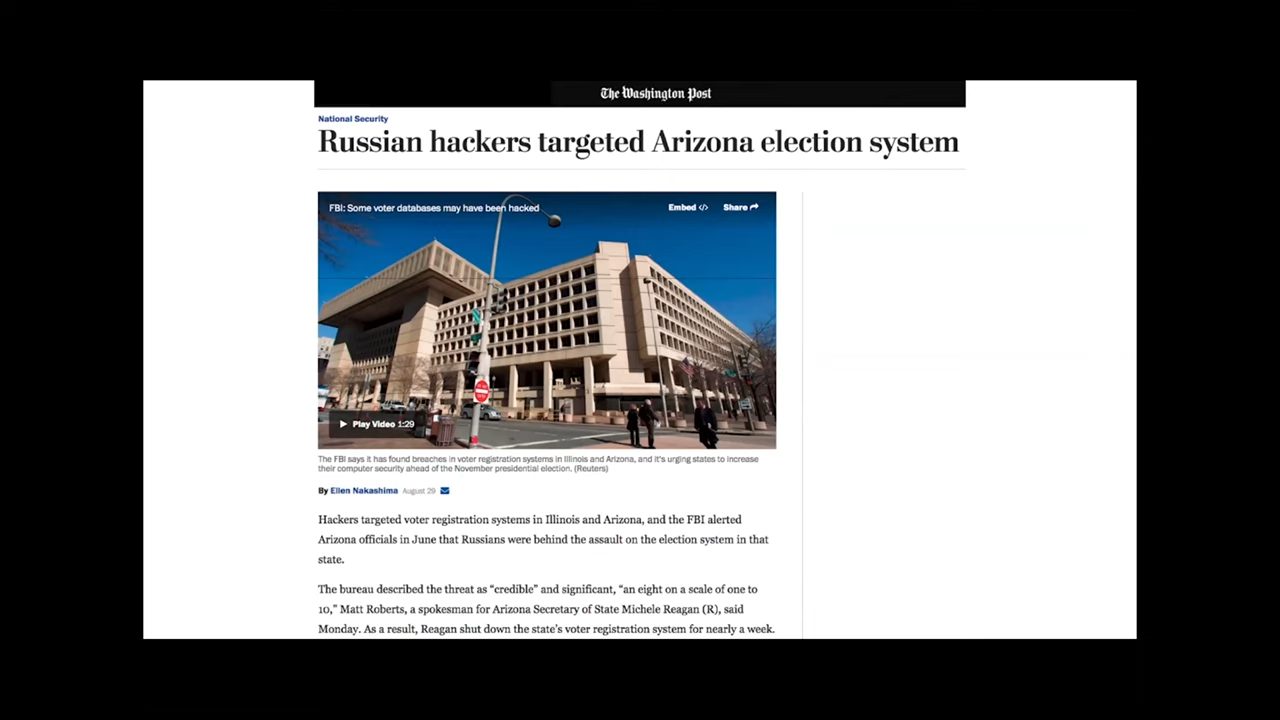 The Washington Post
National Security
Russian hackers targeted Arizona election system
FBI: Some voter databases may have been hacked
Embed </> Share
Play Video 1:29
The FBI says it has found breaches in voter registration systems in Illinois and Arizona, and it's urging states to increase
their computer security ahead of the November presidential election. (Reuters)
By Ellen Nakashima August 29
Hackers targeted voter registration systems in Illinois and Arizona, and the FBI alerted
Arizona officials in June that Russians were behind the assault on the election system in that
state.
The bureau described the threat as “credible” and significant, “an eight on a scale of one to
10,” Matt Roberts, a spokesman for Arizona Secretary of State Michele Reagan (R), said
Monday. As a result, Reagan shut down the state’s voter registration system for nearly a week.